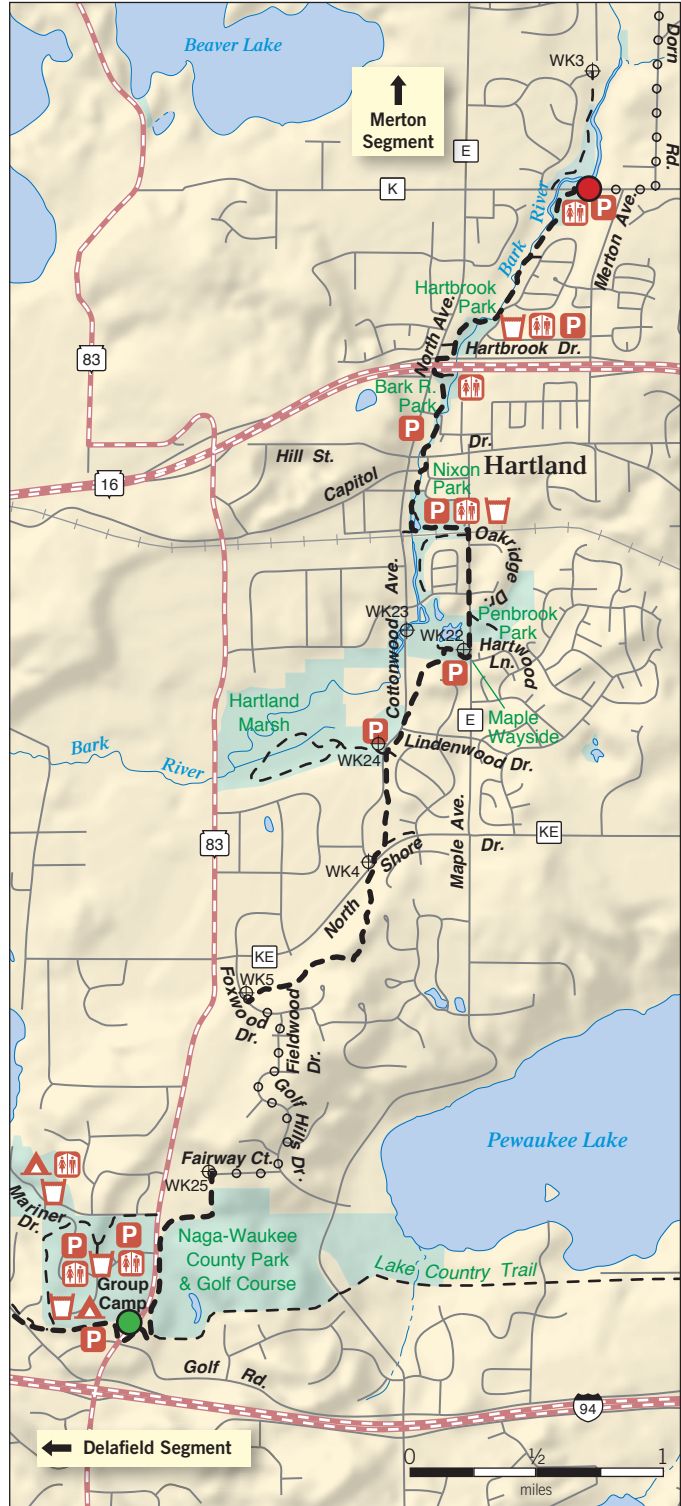 Beaver Lake
WK3
Dorn
Rd.
Merton
Segment
E
K
River
Bark
P
Merton Ave.
Hartbrook
Park
North Ave.
P
Hartbrook Dr.
83
Bark R.
Park
P
Dr.
Hill St.
Capitol
Nixon
Park
Hartland
16
P
Oakridge
Dr.
Ave.
Cottonwood
WK23
WK22
Penbrook
Park
Hartwood
Ln.
P
Hartland
Marsh
Maple
Wayside
E
Bark
River
P
WK24
Lindenwood Dr.
83
Maple Ave.
KE
Dr.
Shore
WK4
North
KE
WK5
Foxwood
Dr.
Fieldwood
Dr.
Golf
Hills
Dr.
Pewaukee Lake
Fairway Ct.
WK25
Mariner
Dr.
P
P
Naga-Waukee
County Park
& Golf Course
Lake Country Trail
Group
Camp
P
Golf Rd.
94
Delafield Segment
0
½
1
miles